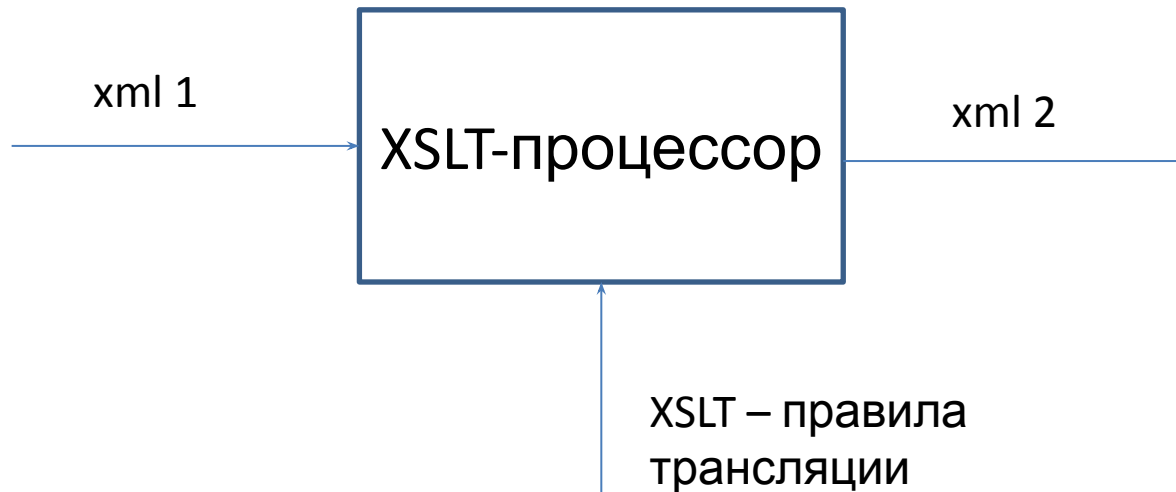 xml 1
XSLT-процессор
xml 2
XSLT – правила
трансляции